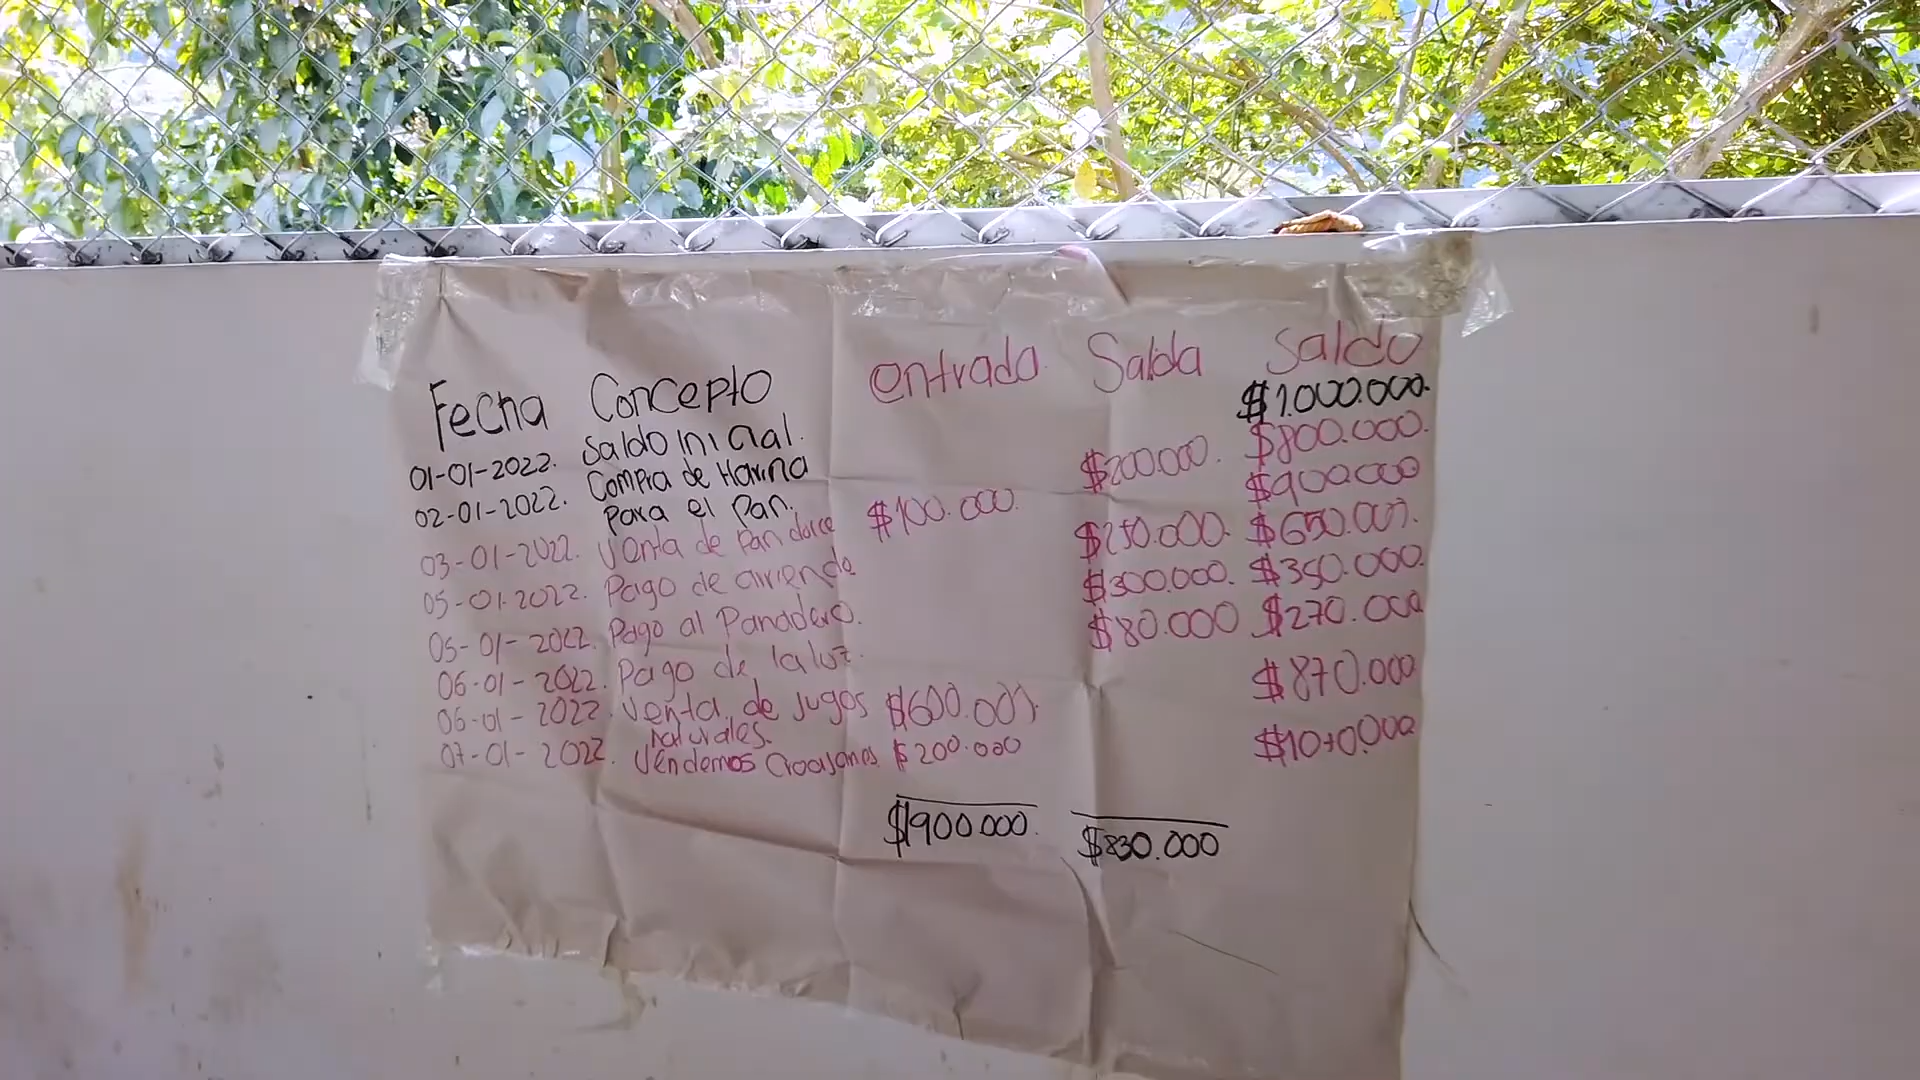 Fecha Concepto entrada Salida Saldo
01-01-2022. Saldo inicial. $1.000.000.
02-01-2022. Compra de Harina $200.000. $800.000.
Para el Pan.
03-01-2022. Venta de Pan dulce $100.000. $900.000
05-01-2022. Pago de arriendo $250.000. $650.000.
05-01-2022. Pago al Panadero. $300.000. $350.000.
06-01-2022. Pago de la luz. $80.000 $270.000
06-01-2022. Venta de Jugos $600.000. $870.000
naturales.
07-01-2022. Vendemos Croasanes $200.000 $1070.000
$900.000. $830.000